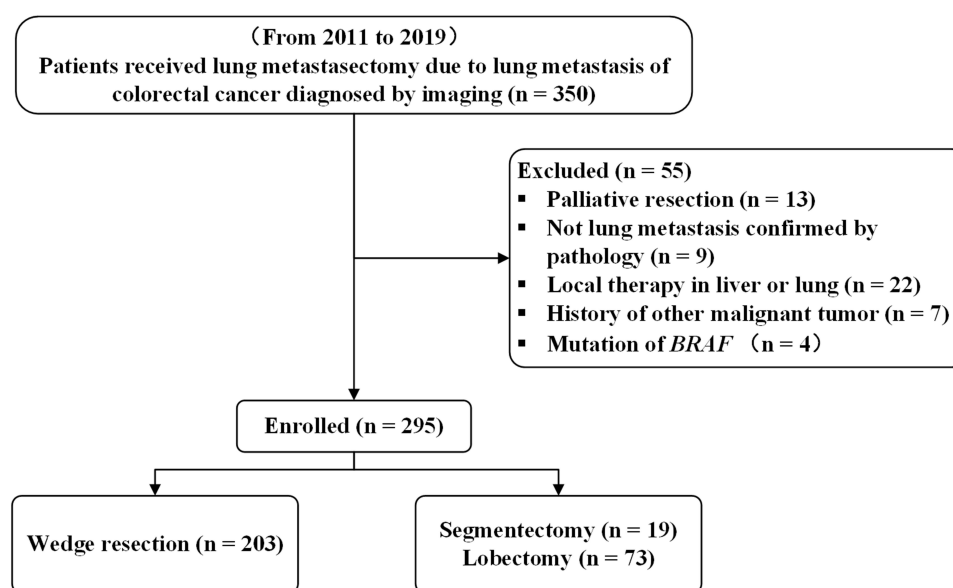 （From 2011 to 2019）
Patients received lung metastasectomy due to lung metastasis of
colorectal cancer diagnosed by imaging (n = 350)
Excluded (n = 55)
▪ Palliative resection (n = 13)
▪ Not lung metastasis confirmed by
pathology (n = 9)
▪ Local therapy in liver or lung (n = 22)
▪ History of other malignant tumor (n = 7)
▪ Mutation of BRAF （n = 4）
Enrolled (n = 295)
Wedge resection (n = 203)
Segmentectomy (n = 19)
Lobectomy (n = 73)